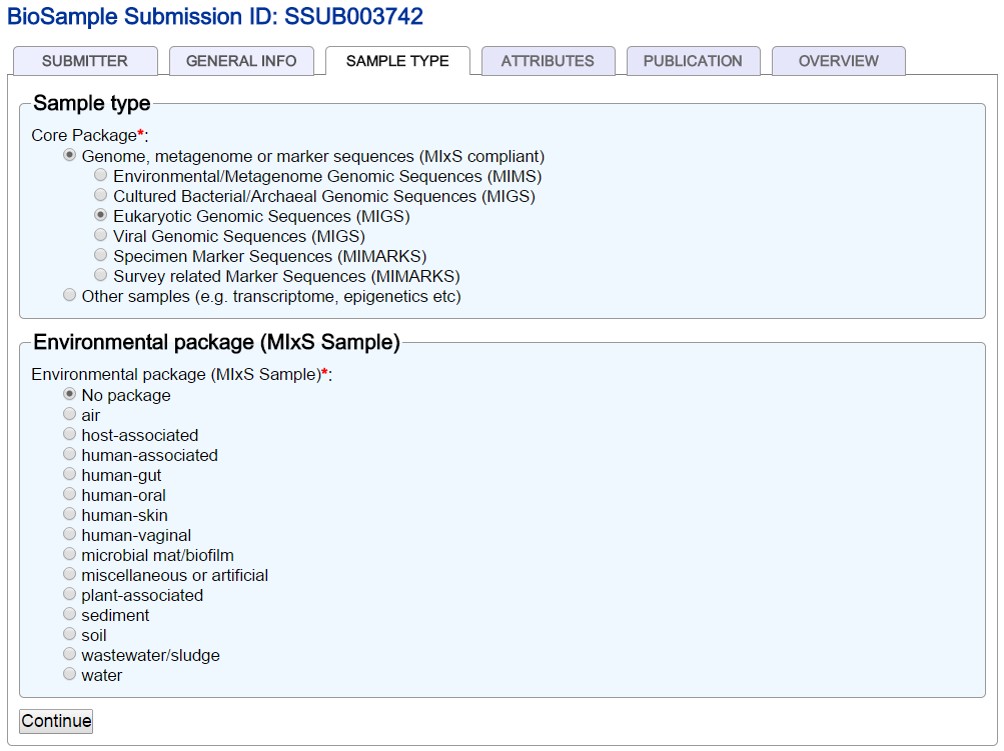 BioSample Submission ID: SSUB003742
SUBMITTER GENERAL INFO SAMPLE TYPE ATTRIBUTES PUBLICATION OVERVIEW
Sample type
Core Package*:
Genome, metagenome or marker sequences (MIxS compliant)
Environmental/Metagenome Genomic Sequences (MIMS)
Cultured Bacterial/Archaeal Genomic Sequences (MIGS)
Eukaryotic Genomic Sequences (MIGS)
Viral Genomic Sequences (MIGS)
Specimen Marker Sequences (MIMARKS)
Survey related Marker Sequences (MIMARKS)
Other samples (e.g. transcriptome, epigenetics etc)
Environmental package (MIxS Sample)
Environmental package (MIxS Sample)*:
No package
air
host-associated
human-associated
human-gut
human-oral
human-skin
human-vaginal
microbial mat/biofilm
miscellaneous or artificial
plant-associated
sediment
soil
wastewater/sludge
water
Continue